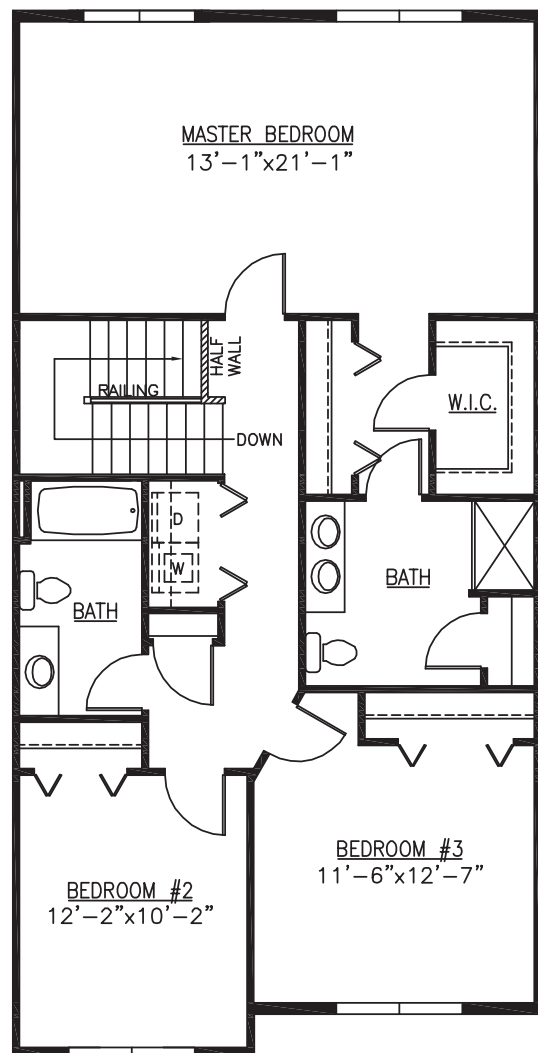 MASTER BEDROOM
13'-1"x21'-1"
HALF
WALL
RAILING
DOWN
W.I.C.
D
W
BATH
BATH
BEDROOM #3
11'-6"x12'-7"
BEDROOM #2
12'-2"x10'-2"